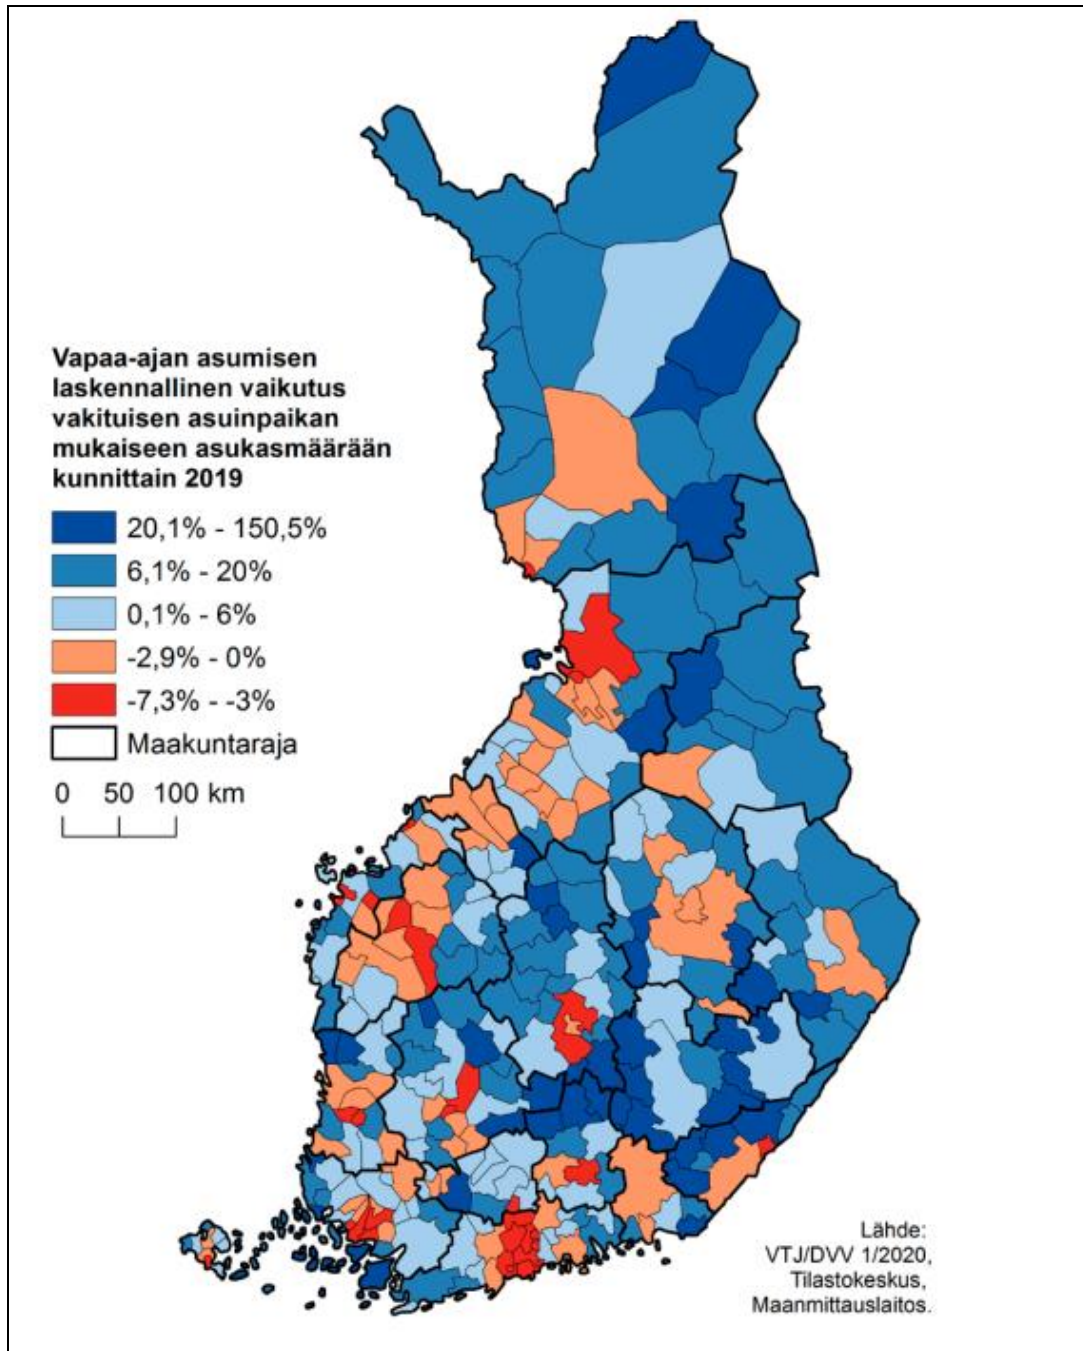 Vapaa-ajan asumisen
laskennallinen vaikutus
vakituisen asuinpaikan
mukaiseen asukasmäärään
kunnittain 2019
20,1% - 150,5%
6,1% - 20%
0,1% - 6%
-2,9% - 0%
-7,3% - -3%
Maakuntaraja
0 50 100 km
Lähde:
VTJ/DVV 1/2020,
Tilastokeskus,
Maanmittauslaitos.